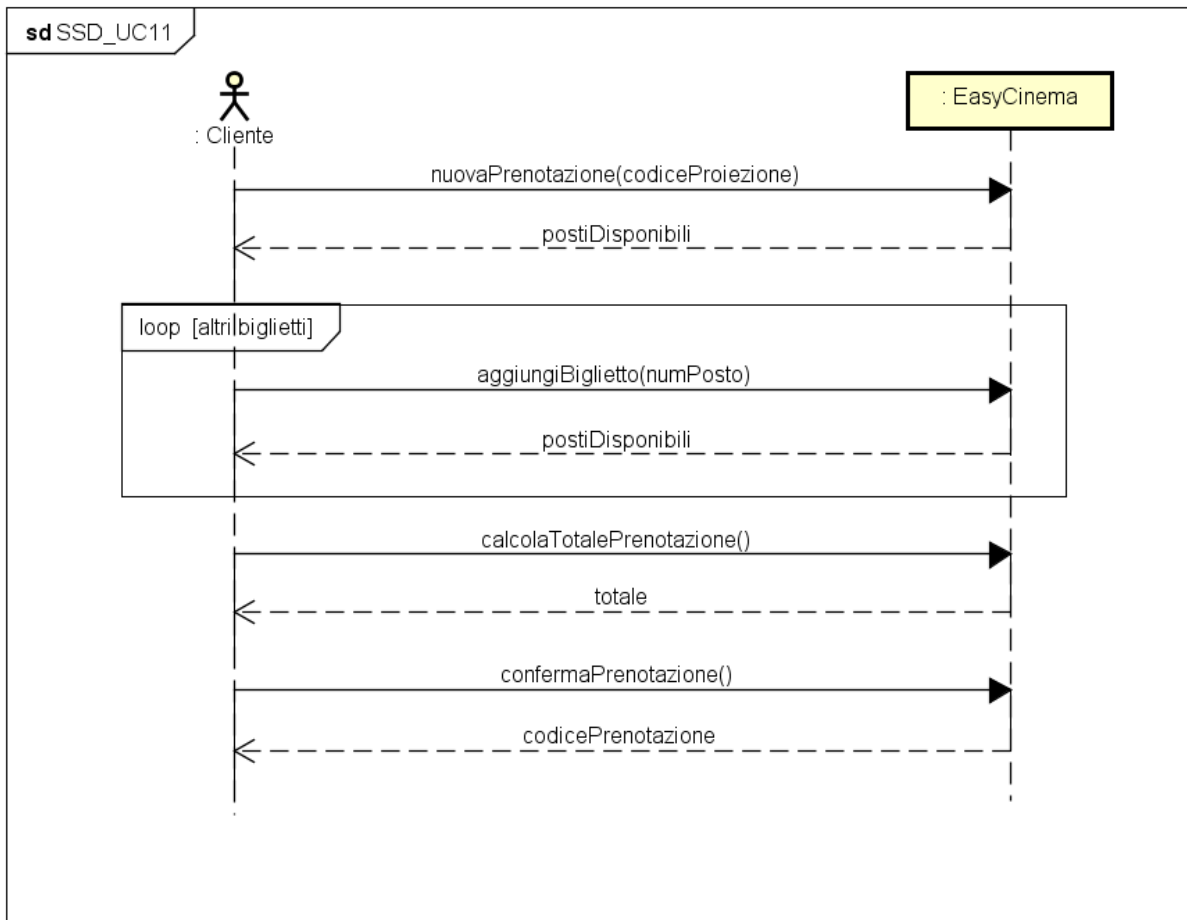 sd SSD_UC11
: Cliente
: EasyCinema
nuovaPrenotazione(codiceProiezione)
postiDisponibili
loop [altri biglietti]
aggiungiBiglietto(numPosto)
postiDisponibili
calcolaTotalePrenotazione()
totale
confermaPrenotazione()
codicePrenotazione